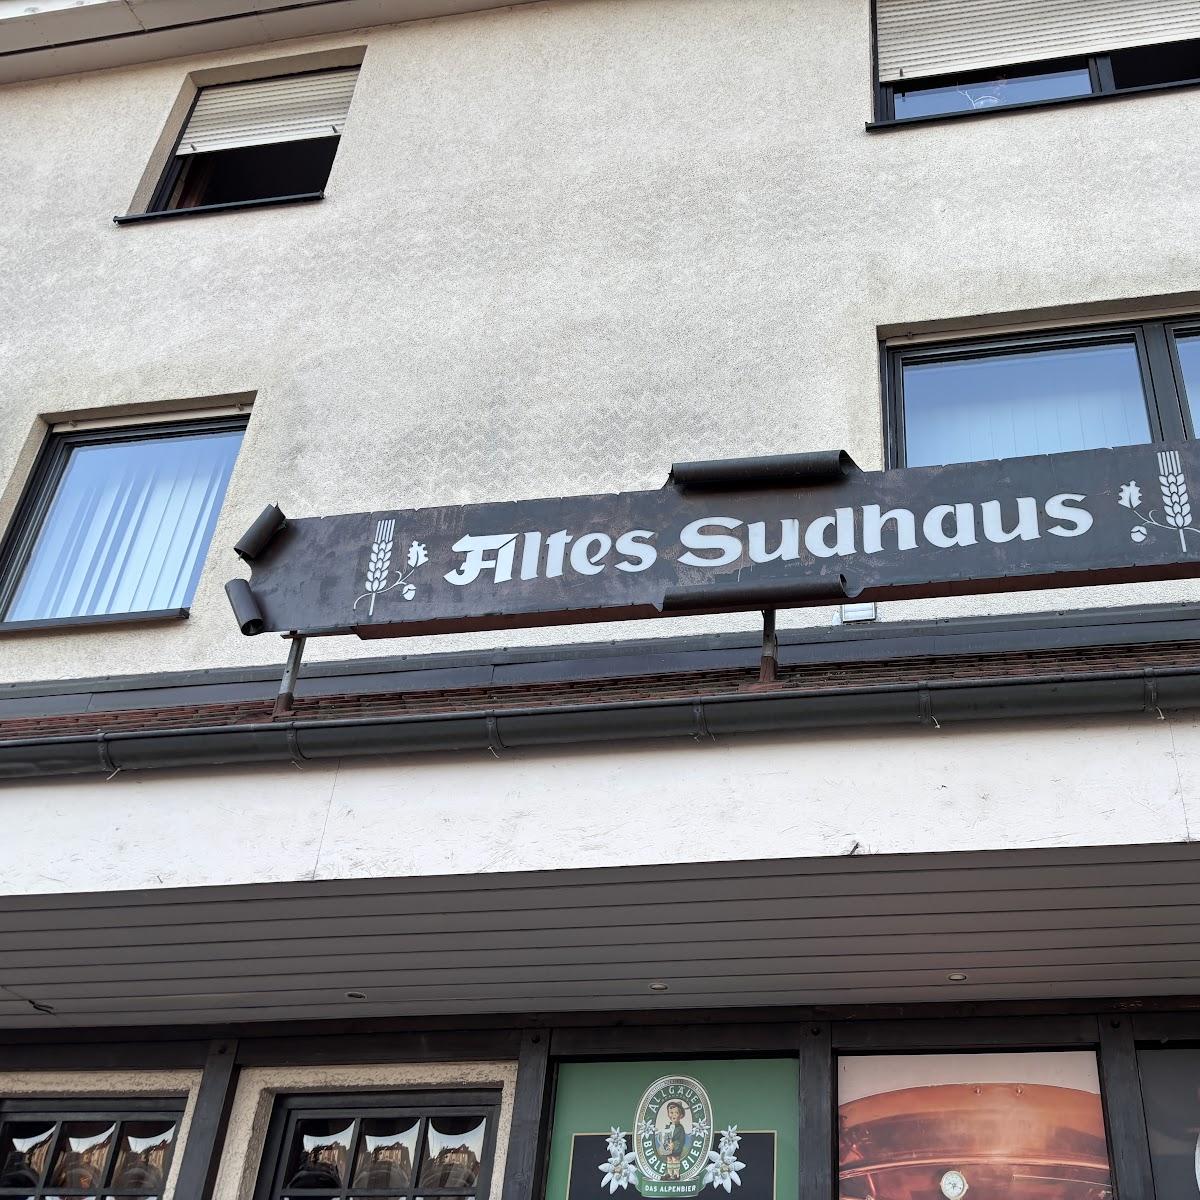 Altes Sudhaus
ALLGÄUER
BÜBLE BIER
DAS ALPENBIER